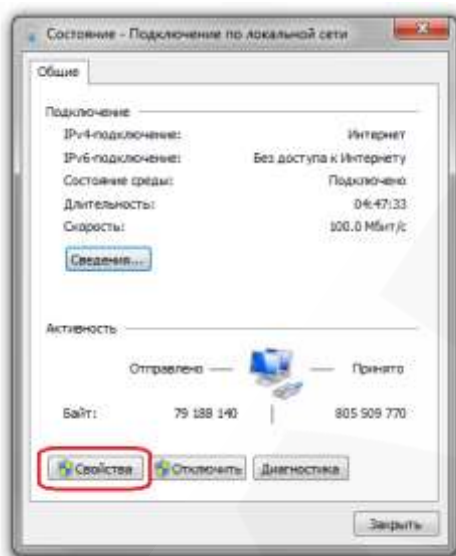 Состояние - Подключение по локальной сети
Общие
Подключение
IPv4-подключение: Интернет
IPv6-подключение: Без доступа к Интернету
Состояние среды: Подключено
Длительность: 04:47:33
Скорость: 100.0 Мбит/с
Сведения...
Активность
Отправлено — — Принято
Байт: 79 188 140 | 805 509 770
Свойства Отключить Диагностика
Закрыть